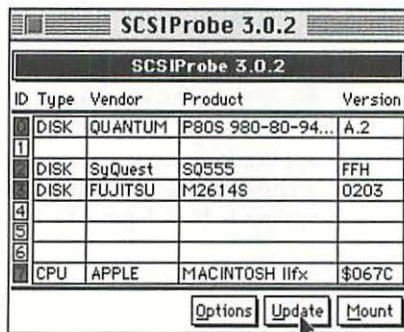 SCSIProbe 3.0.2
SCSIProbe 3.0.2
ID Type Vendor Product Version
0 DISK QUANTUM P80S 980-80-94... A.2
1
2 DISK SyQuest SQ555 FFH
3 DISK FUJITSU M2614S 0203
4
5
6
7 CPU APPLE MACINTOSH IIfx $067C
Options Update Mount